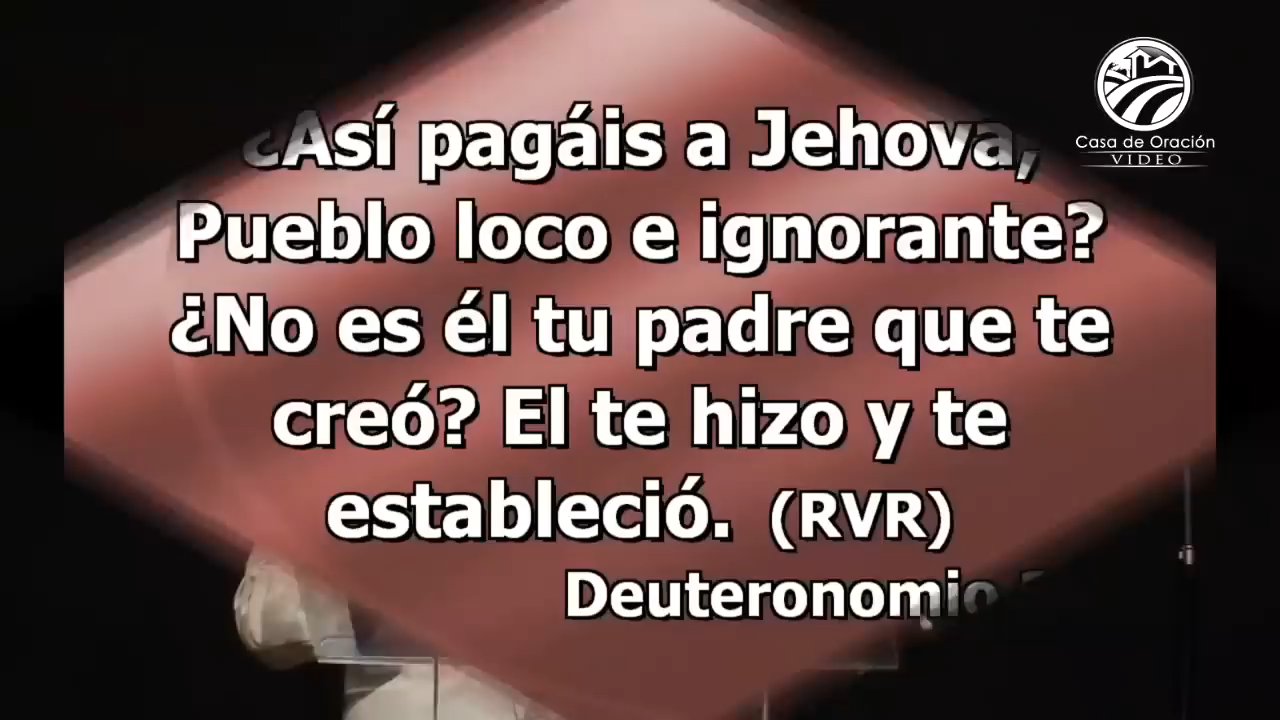 ¿Así pagáis a Jehová,
Pueblo loco e ignorante?
¿No es él tu padre que te
creó? El te hizo y te
estableció. (RVR)
Deuteronomio
Casa de Oración
VIDEO